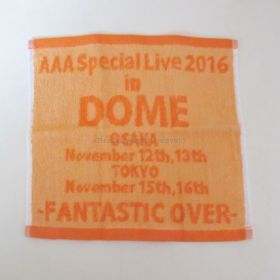 AAA Special Live 2016
in
DOME
OSAKA
November 12th,13th
TOKYO
November 15th,16th
-FANTASTIC OVER-